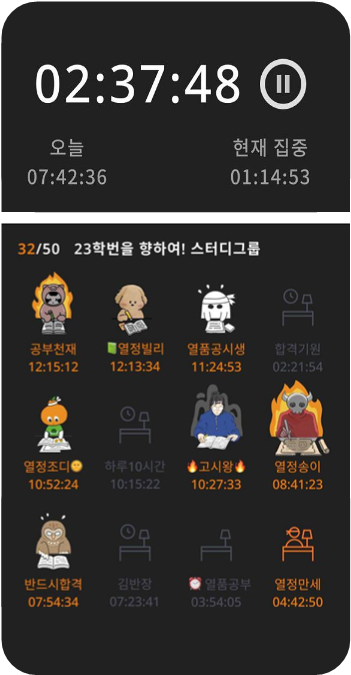 02:37:48
오늘 현재 집중
07:42:36 01:14:53
32/50 23학번을 향하여! 스터디그룹
공부천재 📗열정빌리 열품공시생 합격기원
12:15:12 12:13:34 11:24:53 02:21:54
열정조디🌞 하루10시간 🔥고시왕🔥 열정송이
10:52:24 10:15:22 10:27:33 08:41:23
반드시합격 김반장 ⏰열품공부 열정만세
07:54:34 07:23:41 03:54:05 04:42:50